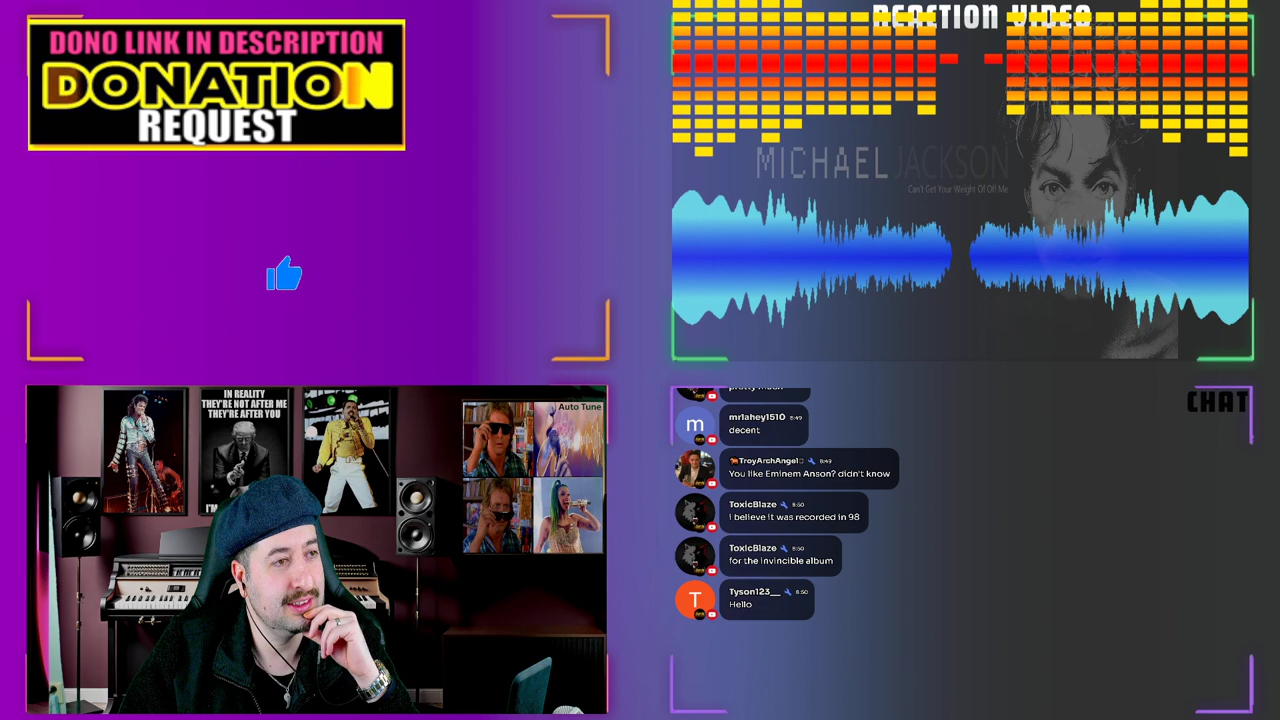 DONO LINK IN DESCRIPTION
DONATION
REQUEST
REACTION VIDEO
MICHAEL JACKSON
Can't Get Your Weight Of Off Me
IN REALITY
THEY'RE NOT AFTER ME
THEY'RE AFTER YOU
Auto Tune
CHAT
mrlahey1510 8:49
decent
TroyArchAngel 8:49
You like Eminem Anson? didn't know
ToxicBlaze 8:50
i believe it was recorded in 98
ToxicBlaze 8:50
for the invincible album
T
Tyson123__ 8:50
Hello
m